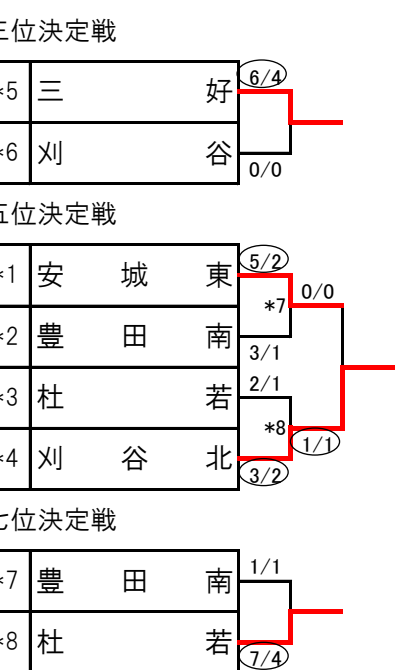 三位決定戦
*5 三 好 6/4
*6 刈 谷 0/0
五位決定戦
*1 安 城 東 5/2
*7 0/0
*2 豊 田 南 3/1
*3 杜 若 2/1
*8 1/1
*4 刈 谷 北 3/2
七位決定戦
*7 豊 田 南 1/1
*8 杜 若 7/4